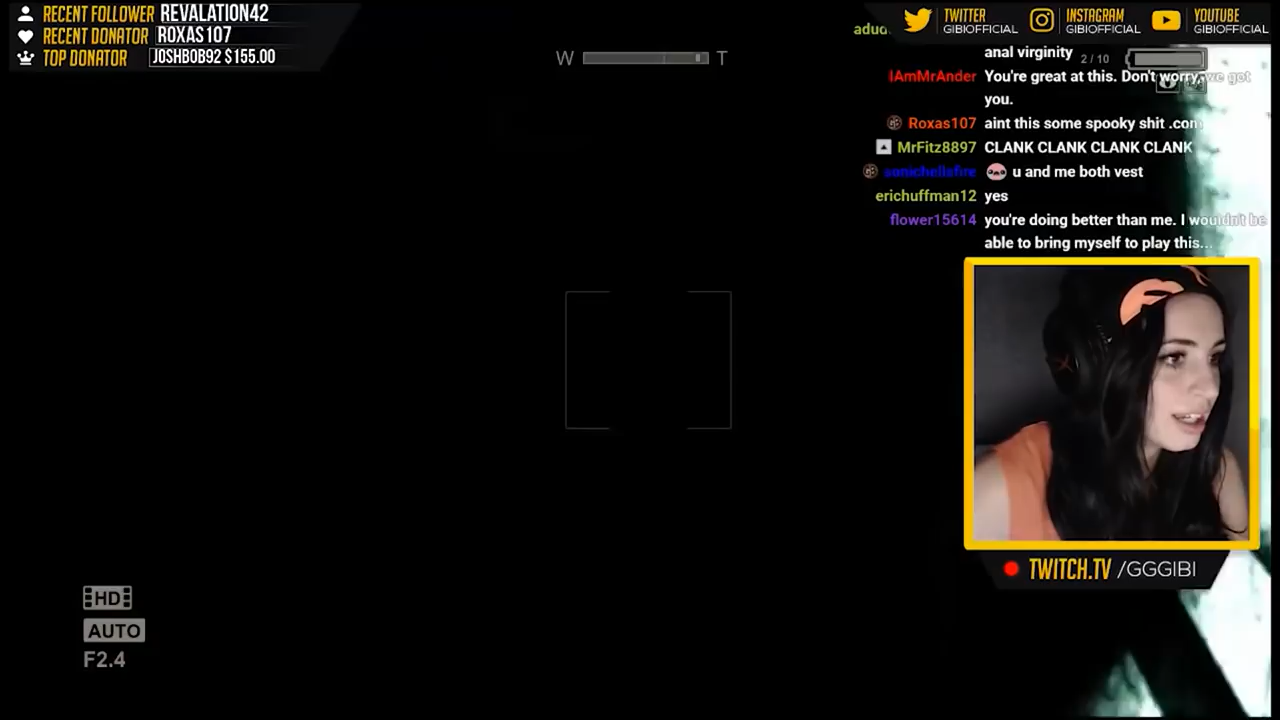 RECENT FOLLOWER REVALATION42
RECENT DONATOR ROXAS107
TOP DONATOR JOSHBOB92 $155.00
W T
TWITTER
GIBIOFFICIAL
INSTAGRAM
GIBIOFFICIAL
YOUTUBE
GIBIOFFICIAL
anal virginity
2 / 10
IAmMrAnder You're great at this. Don't worry, we got
you.
Roxas107 aint this some spooky shit .com
MrFitz8897 CLANK CLANK CLANK CLANK
sonichellsfire u and me both vest
erichuffman12 yes
flower15614 you're doing better than me. I wouldn't be
able to bring myself to play this...
TWITCH.TV /GGGIBI
HD
AUTO
F2.4